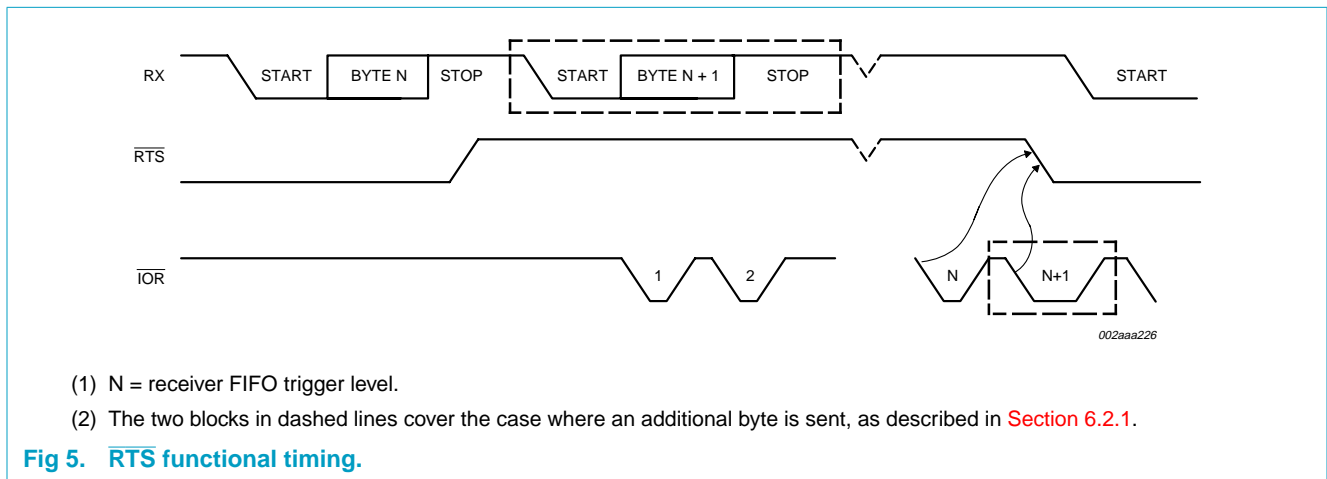 RX START BYTE N STOP START BYTE N + 1 STOP START
RTS
IOR 1 2 N N+1
002aaa226
(1) N = receiver FIFO trigger level.
(2) The two blocks in dashed lines cover the case where an additional byte is sent, as described in Section 6.2.1.
Fig 5. RTS functional timing.